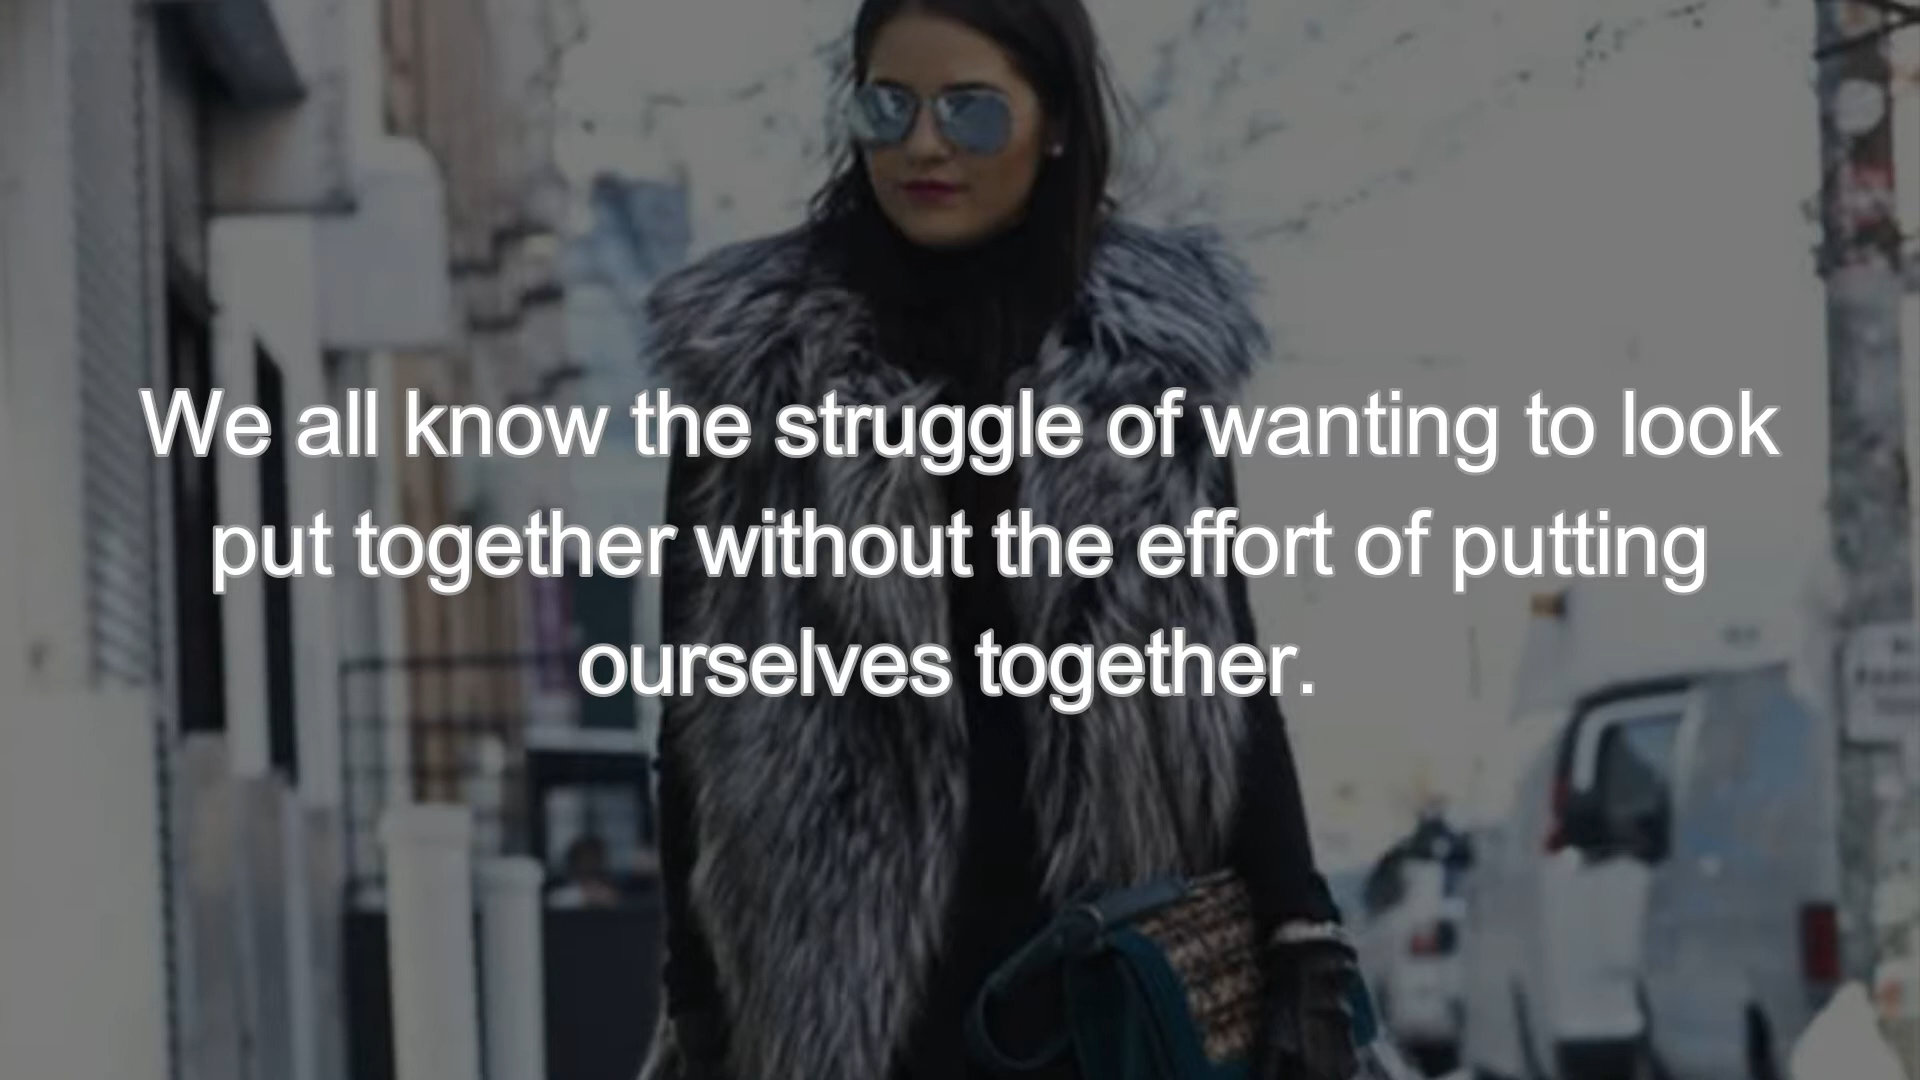 We all know the struggle of wanting to look
put together without the effort of putting
ourselves together.